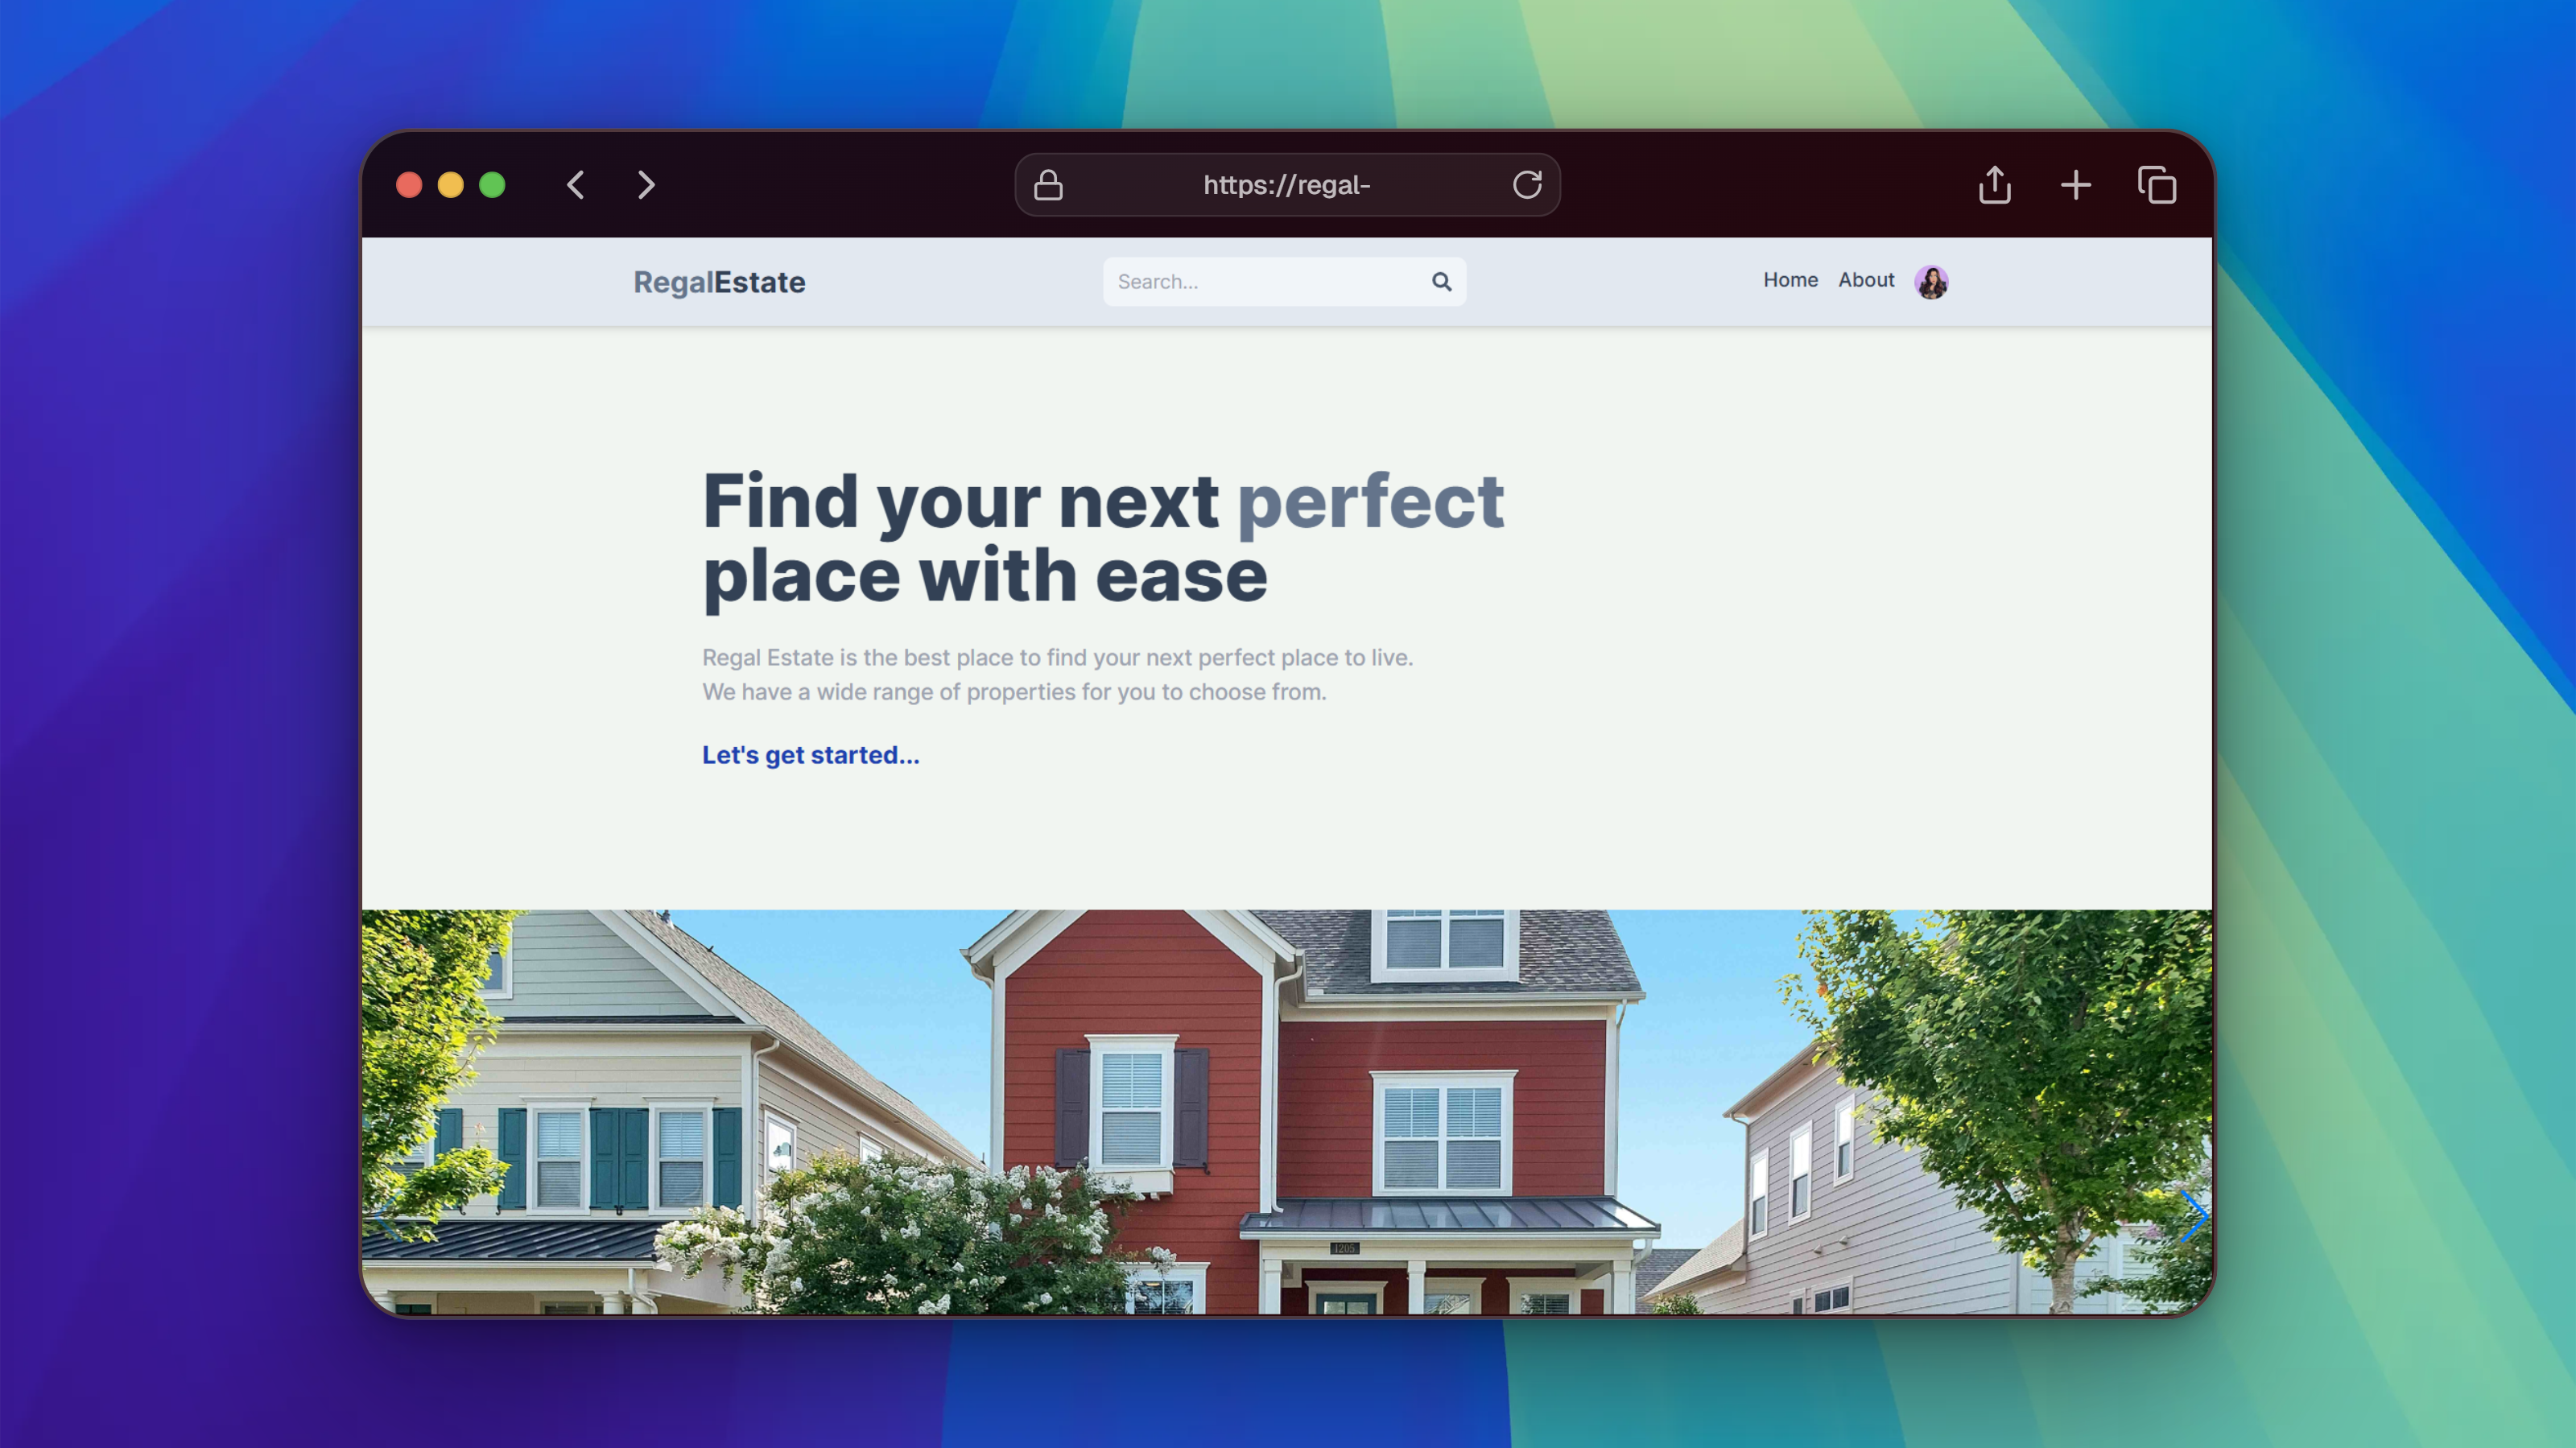 https://regal-
RegalEstate
Search...
Home
About
Find your next perfect
place with ease
Regal Estate is the best place to find your next perfect place to live.
We have a wide range of properties for you to choose from.
Let's get started...
1205